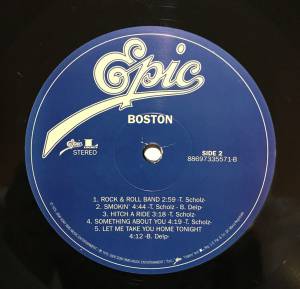 Epic
BOSTON
Epic L
STEREO
SIDE 2
88697335571-B
1. ROCK & ROLL BAND 2:59 -T. Scholz-
2. SMOKIN' 4:44 -T. Scholz - B. Delp-
3. HITCH A RIDE 3:18 -T. Scholz-
4. SOMETHING ABOUT YOU 4:19 -T. Scholz-
5. LET ME TAKE YOU HOME TONIGHT
4:12 -B. Delp-